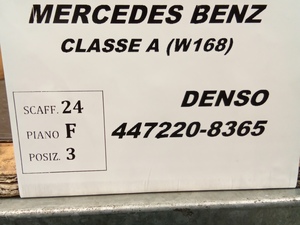 MERCEDES BENZ
CLASSE A (W168)
SCAFF. 24
PIANO F
POSIZ. 3
DENSO
447220-8365